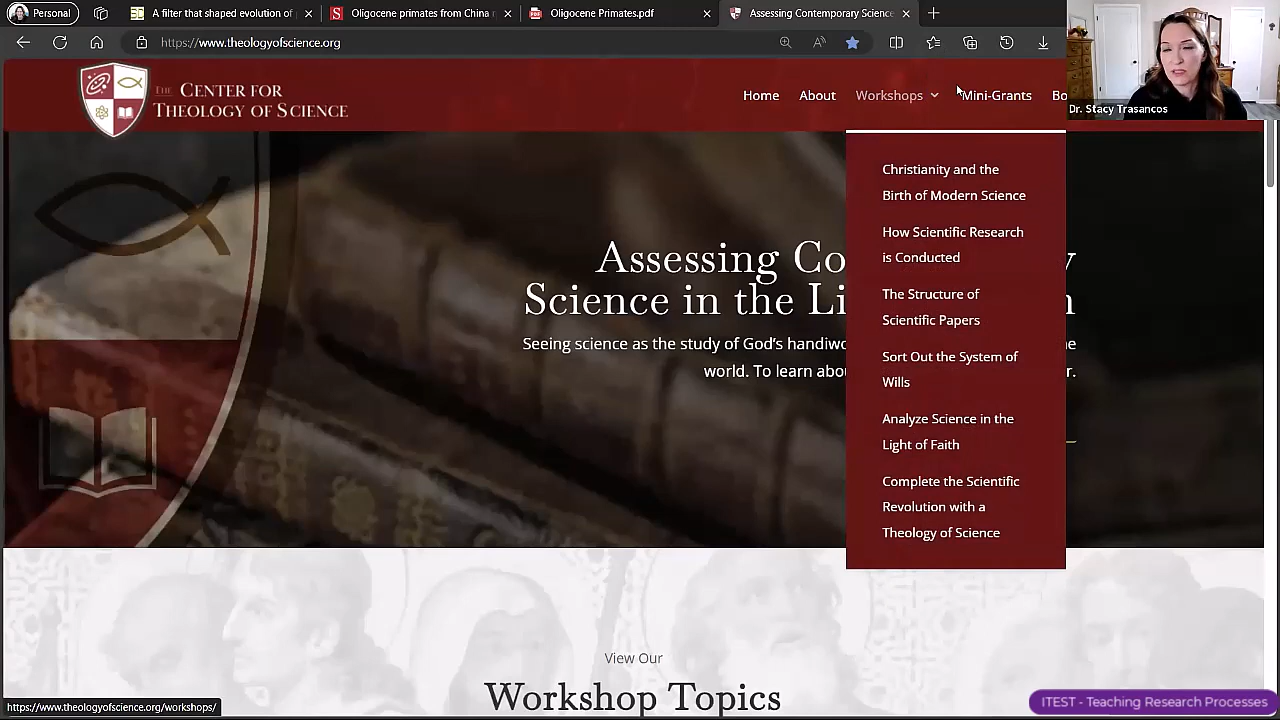 Personal
A filter that shaped evolution of p
Oligocene primates from China r
Oligocene Primates.pdf
Assessing Contemporary Science
https://www.theologyofscience.org
THE CENTER FOR
THEOLOGY OF SCIENCE
Home
About
Workshops
Mini-Grants
Bo
Dr. Stacy Trasancos
Christianity and the
Birth of Modern Science
How Scientific Research
is Conducted
The Structure of
Scientific Papers
Sort Out the System of
Wills
Analyze Science in the
Light of Faith
Complete the Scientific
Revolution with a
Theology of Science
Assessing Co y
Science in the Li n
Seeing science as the study of God's handiwo e
world. To learn abou r.
View Our
Workshop Topics
https://www.theologyofscience.org/workshops/
ITEST - Teaching Research Processes